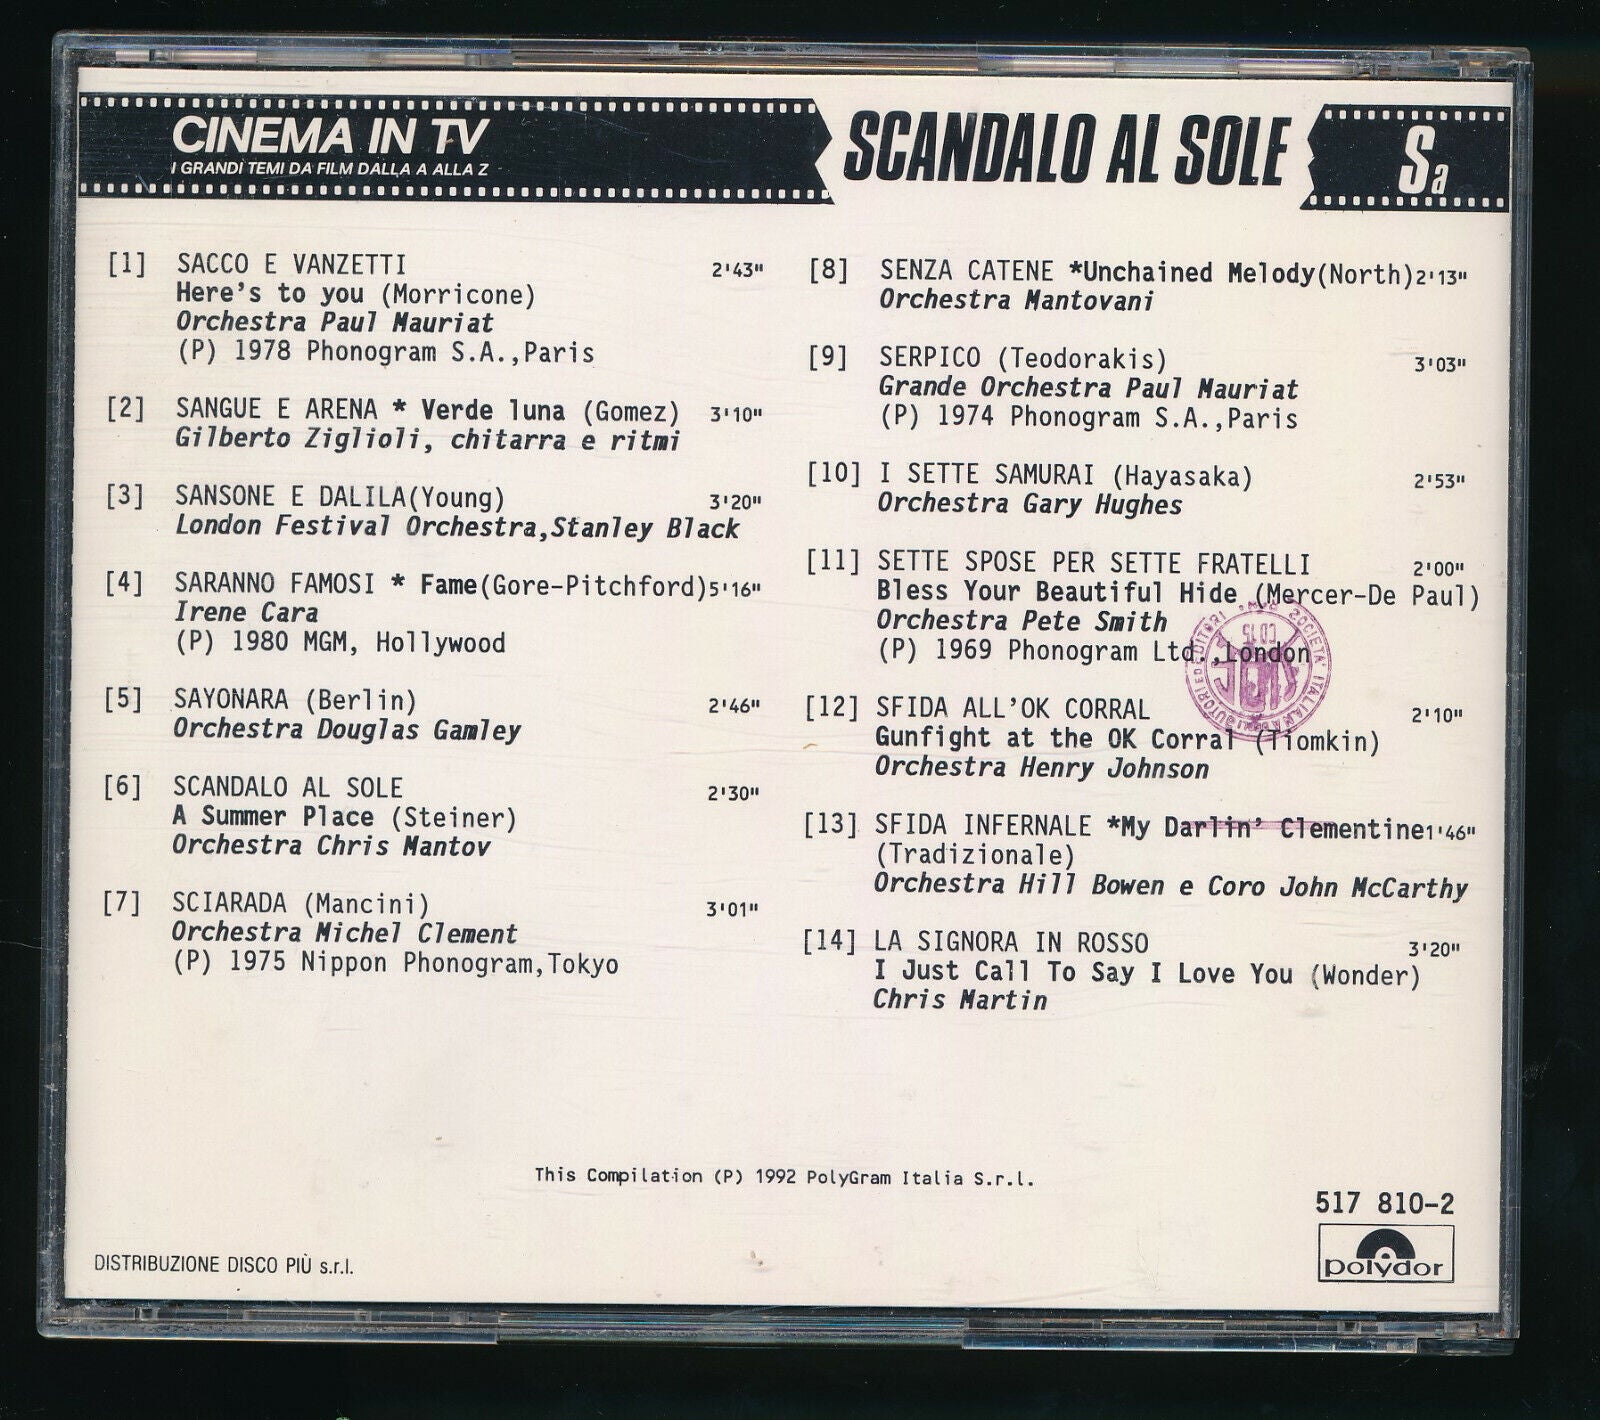 CINEMA IN TV
I GRANDI TEMI DA FILM DALLA A ALLA Z
SCANDALO AL SOLE
Sa
[1] SACCO E VANZETTI 2'43"
Here's to you (Morricone)
Orchestra Paul Mauriat
(P) 1978 Phonogram S.A.,Paris
[2] SANGUE E ARENA * Verde luna (Gomez) 3'10"
Gilberto Ziglioli, chitarra e ritmi
[3] SANSONE E DALILA(Young) 3'20"
London Festival Orchestra,Stanley Black
[4] SARANNO FAMOSI * Fame(Gore-Pitchford)5'16"
Irene Cara
(P) 1980 MGM, Hollywood
[5] SAYONARA (Berlin) 2'46"
Orchestra Douglas Gamley
[6] SCANDALO AL SOLE 2'30"
A Summer Place (Steiner)
Orchestra Chris Mantov
[7] SCIARADA (Mancini) 3'01"
Orchestra Michel Clement
(P) 1975 Nippon Phonogram,Tokyo
[8] SENZA CATENE *Unchained Melody(North)2'13"
Orchestra Mantovani
[9] SERPICO (Teodorakis) 3'03"
Grande Orchestra Paul Mauriat
(P) 1974 Phonogram S.A.,Paris
[10] I SETTE SAMURAI (Hayasaka) 2'53"
Orchestra Gary Hughes
[11] SETTE SPOSE PER SETTE FRATELLI 2'00"
Bless Your Beautiful Hide (Mercer-De Paul)
Orchestra Pete Smith
(P) 1969 Phonogram Ltd.,London
[12] SFIDA ALL'OK CORRAL 2'10"
Gunfight at the OK Corral (Tiomkin)
Orchestra Henry Johnson
[13] SFIDA INFERNALE *My Darlin' Clementine1'46"
(Tradizionale)
Orchestra Hill Bowen e Coro John McCarthy
[14] LA SIGNORA IN ROSSO 3'20"
I Just Call To Say I Love You (Wonder)
Chris Martin
SOCIETA' ITALIANA
EDITORI
SIAE
CD 15
This Compilation (P) 1992 PolyGram Italia S.r.l.
517 810-2
polydor
DISTRIBUZIONE DISCO PIÙ s.r.l.